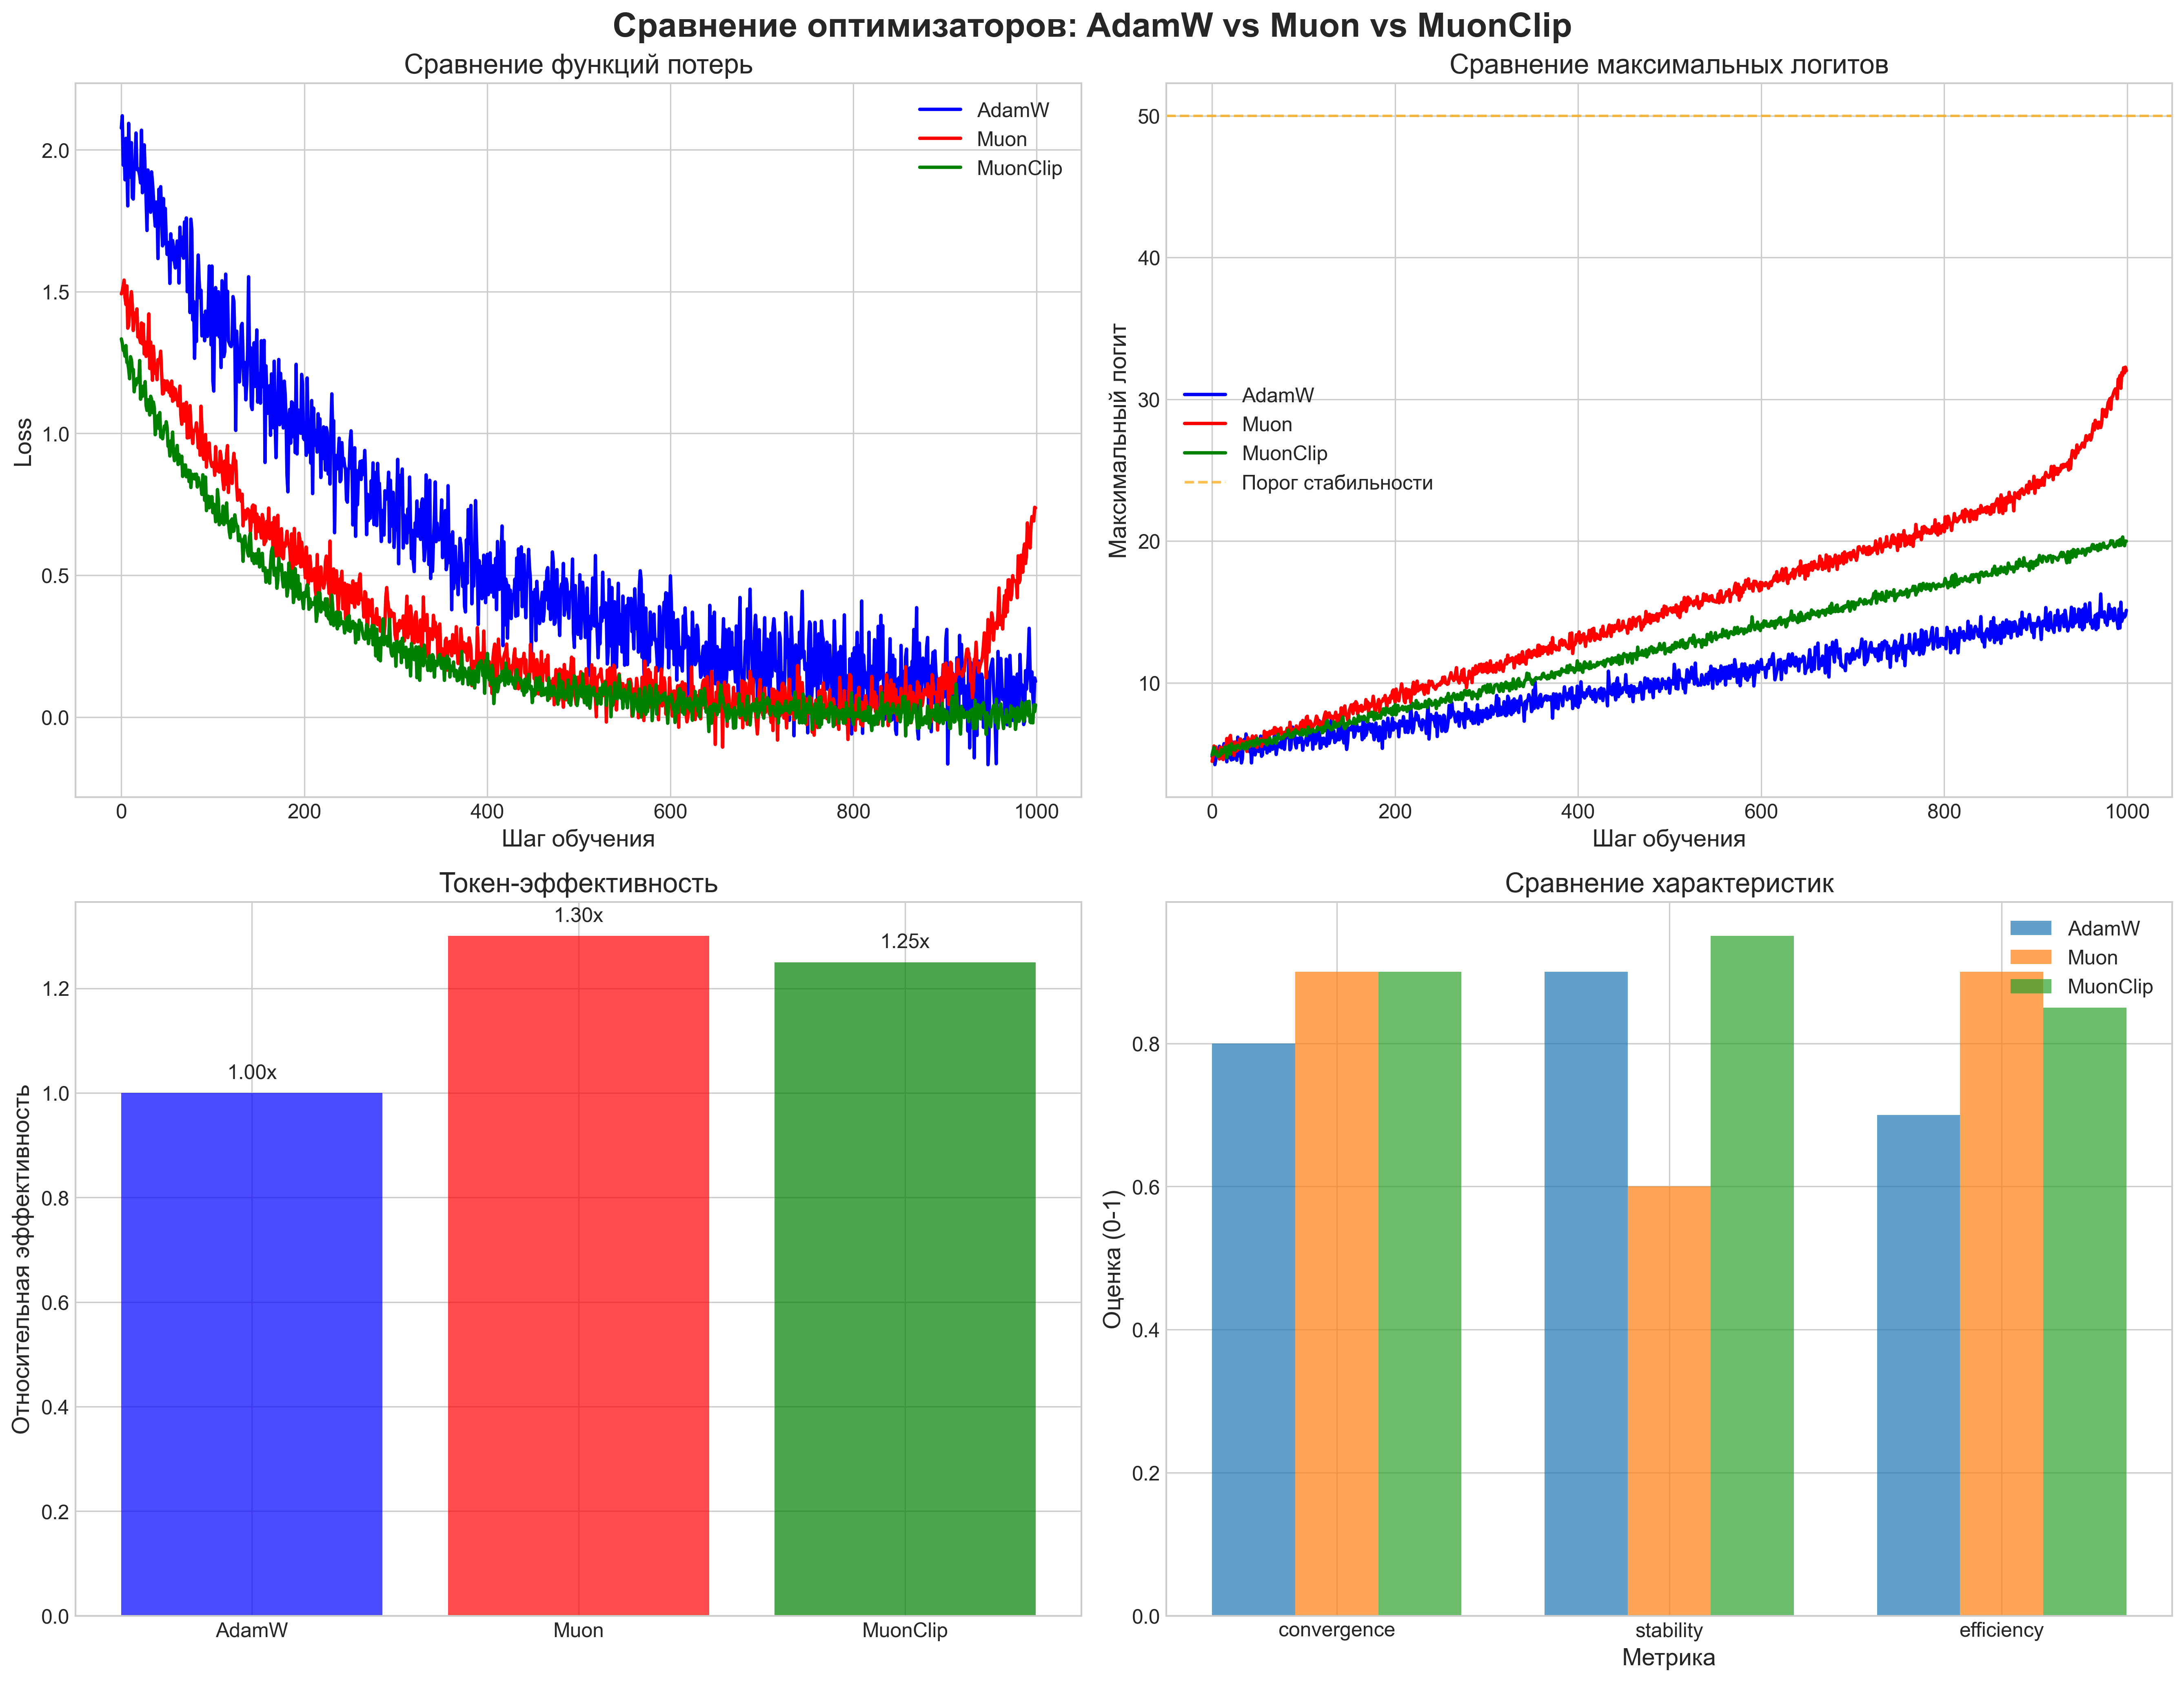 Сравнение оптимизаторов: AdamW vs Muon vs MuonClip
Сравнение функций потерь
AdamW
Muon
MuonClip
2.0
1.5
1.0
0.5
0.0
Loss
0 200 400 600 800 1000
Шаг обучения
Сравнение максимальных логитов
50
40
30
20
10
Максимальный логит
AdamW
Muon
MuonClip
Порог стабильности
0 200 400 600 800 1000
Шаг обучения
Токен-эффективность
1.30x
1.25x
1.00x
1.2
1.0
0.8
0.6
0.4
0.2
0.0
Относительная эффективность
AdamW Muon MuonClip
Сравнение характеристик
AdamW
Muon
MuonClip
0.8
0.6
0.4
0.2
0.0
Оценка (0-1)
convergence stability efficiency
Метрика